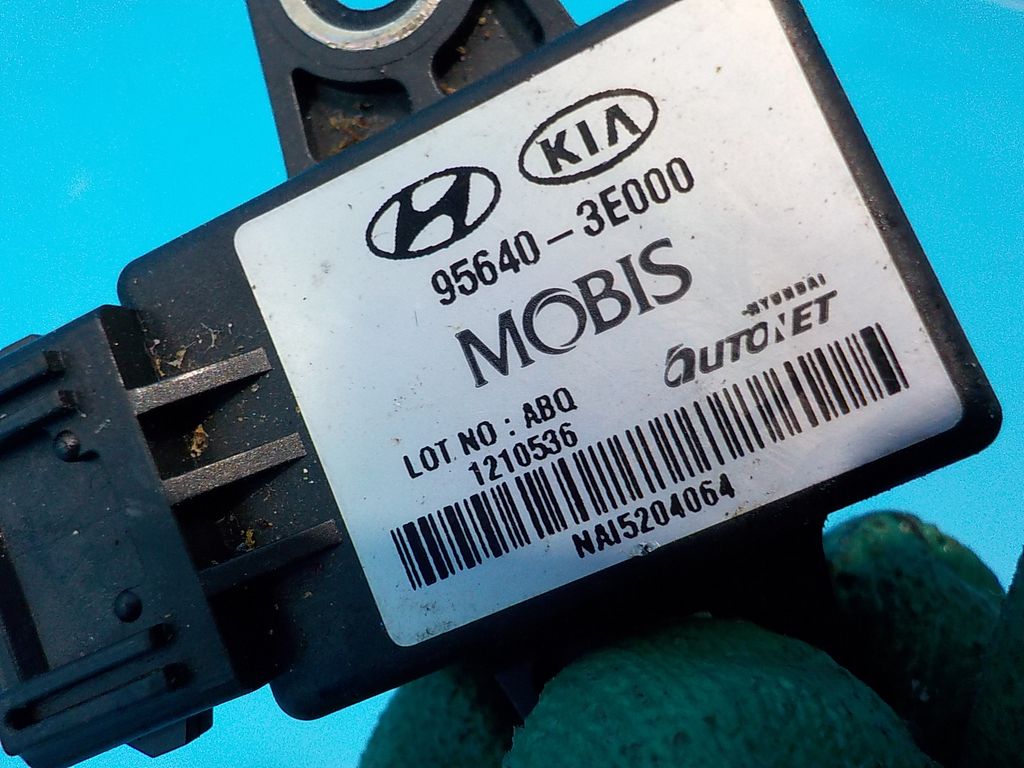 KIA
95640-3E000
MOBIS
HYUNDAI
AUTONET
LOT NO : ABQ
1210536
NAI5204064